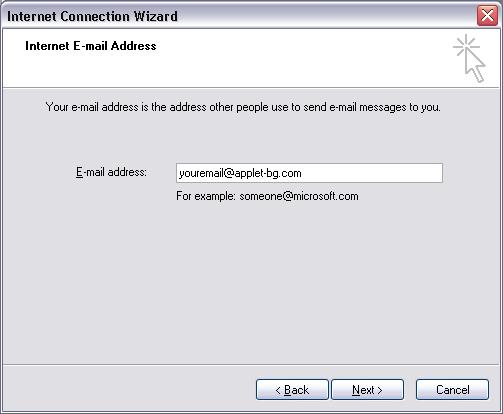 Internet Connection Wizard
Internet E-mail Address
Your e-mail address is the address other people use to send e-mail messages to you.
E-mail address: youremail@applet-bg.com
For example: someone@microsoft.com
< Back Next > Cancel